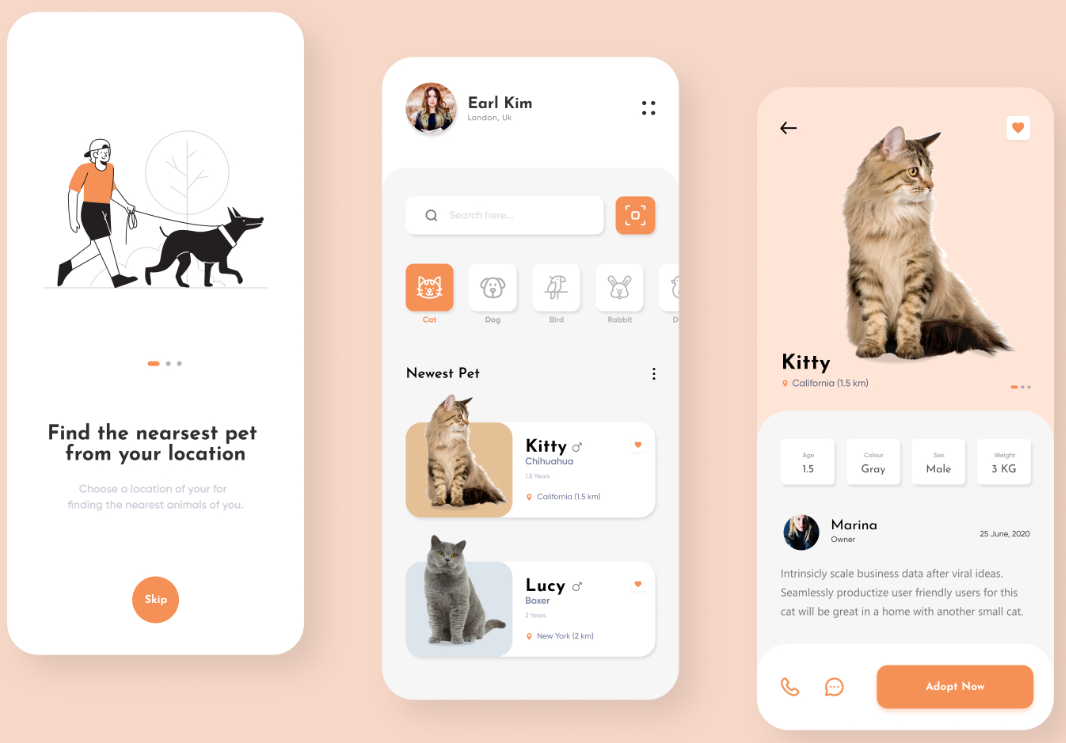 Find the nearsest pet
from your location
Choose a location of your for
finding the nearest animals of you.
Skip
Earl Kim
London, Uk
Search here...
Cat
Dog
Bird
Rabbit
D
Newest Pet
Kitty
Chihuahua
1.5 Years
California (1.5 km)
Lucy
Boxer
2 Years
New York (2 km)
Kitty
California (1.5 km)
Age
1.5
Colour
Gray
Sex
Male
Weight
3 KG
Marina
Owner
25 June, 2020
Intrinsicly scale business data after viral ideas.
Seamlessly productize user friendly users for this
cat will be great in a home with another small cat.
Adopt Now